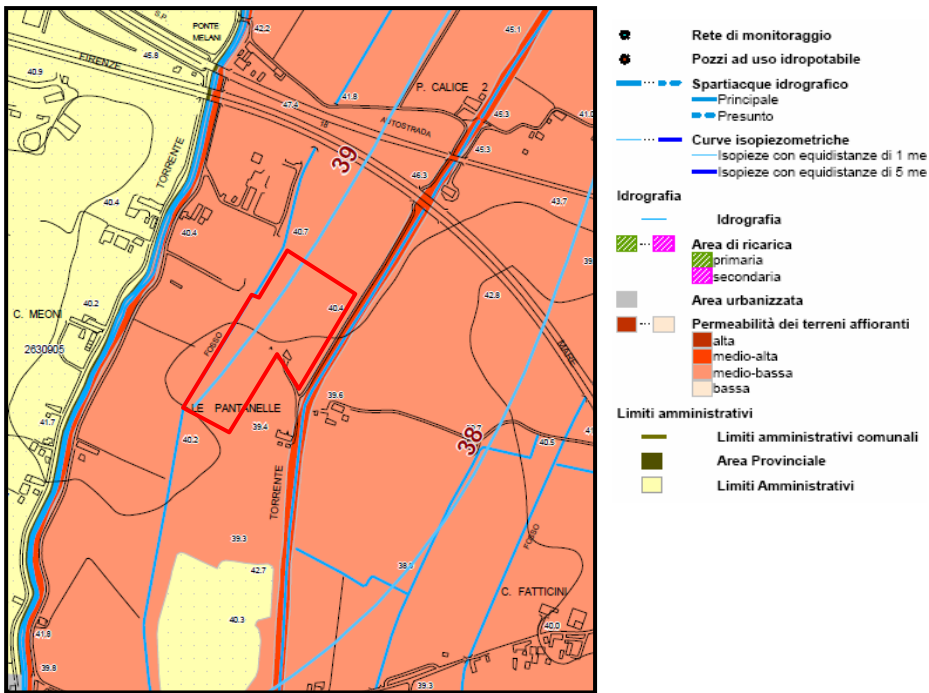 S.P.
PONTE
MELANI
42,2
45.1
45.8
FIRENZE
40.9
P. CALICE 2
47.4
41.8
45.3
AUTOSTRADA
16
45.3
39
TORRENTE
46.3
40.4
43.7
40.4
40.7
39
40.4
42.8
40.2
C. MEONI
2630905
FOSSO
MARE
LE PANTANELLE
39.6
41.7
40.2
39.4
38
40.5
TORRENTE
39.3
42.7
FOSSO
40.3
C. FATTICINI
40,0
41,8
39.8
39.3
Rete di monitoraggio
Pozzi ad uso idropotabile
Spartiacque idrografico
Principale
Presunto
Curve isopiezometriche
Isopieze con equidistanze di 1 me
Isopieze con equidistanze di 5 me
Idrografia
Idrografia
Area di ricarica
primaria
secondaria
Area urbanizzata
Permeabilità dei terreni affioranti
alta
medio-alta
medio-bassa
bassa
Limiti amministrativi
Limiti amministrativi comunali
Area Provinciale
Limiti Amministrativi